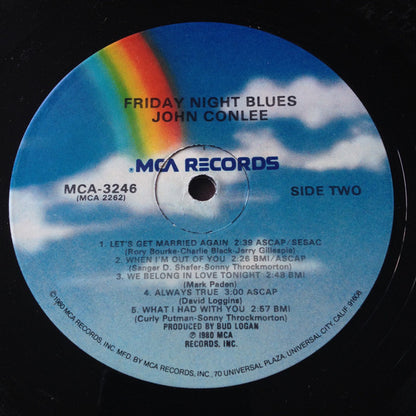 FRIDAY NIGHT BLUES
JOHN CONLEE
MCA RECORDS
MCA-3246
(MCA 2262)
SIDE TWO
1. LET'S GET MARRIED AGAIN 2:39 ASCAP/SESAC
(Rory Bourke-Charlie Black-Jerry Gillespie)
2. WHEN I'M OUT OF YOU 2:26 BMI/ASCAP
(Sanger D. Shafer-Sonny Throckmorton)
3. WE BELONG IN LOVE TONIGHT 2:48 BMI
(Mark Paden)
4. ALWAYS TRUE 3:00 ASCAP
(David Loggins)
5. WHAT I HAD WITH YOU 2:57 BMI
(Curly Putman-Sonny Throckmorton)
PRODUCED BY BUD LOGAN
℗1980 MCA
RECORDS, INC.
©1980 MCA RECORDS, INC. MFD. BY MCA RECORDS, INC., 70 UNIVERSAL PLAZA, UNIVERSAL CITY, CALIF. 91608